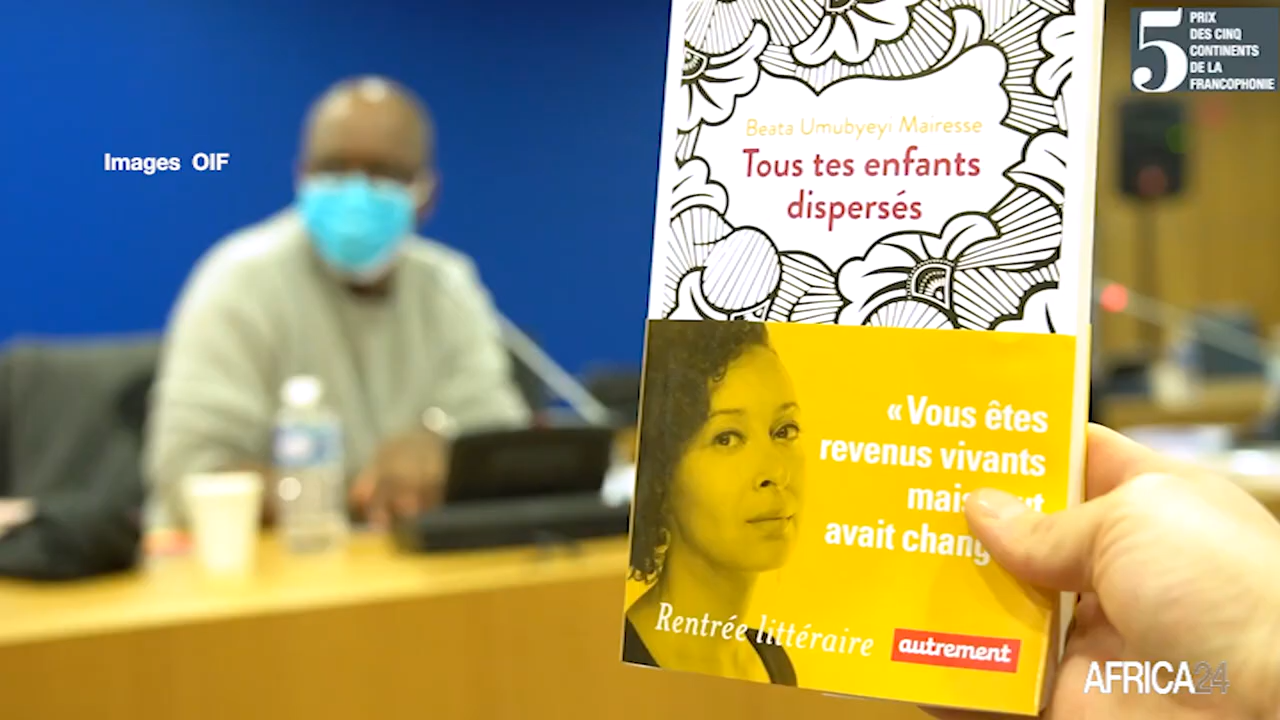 5
PRIX
DES CINQ
CONTINENTS
DE LA
FRANCOPHONIE
Images OIF
Beata Umubyeyi Mairesse
Tous tes enfants
dispersés
« Vous êtes
revenus vivants
mais
avait
Rentrée littéraire
autrement
AFRICA24